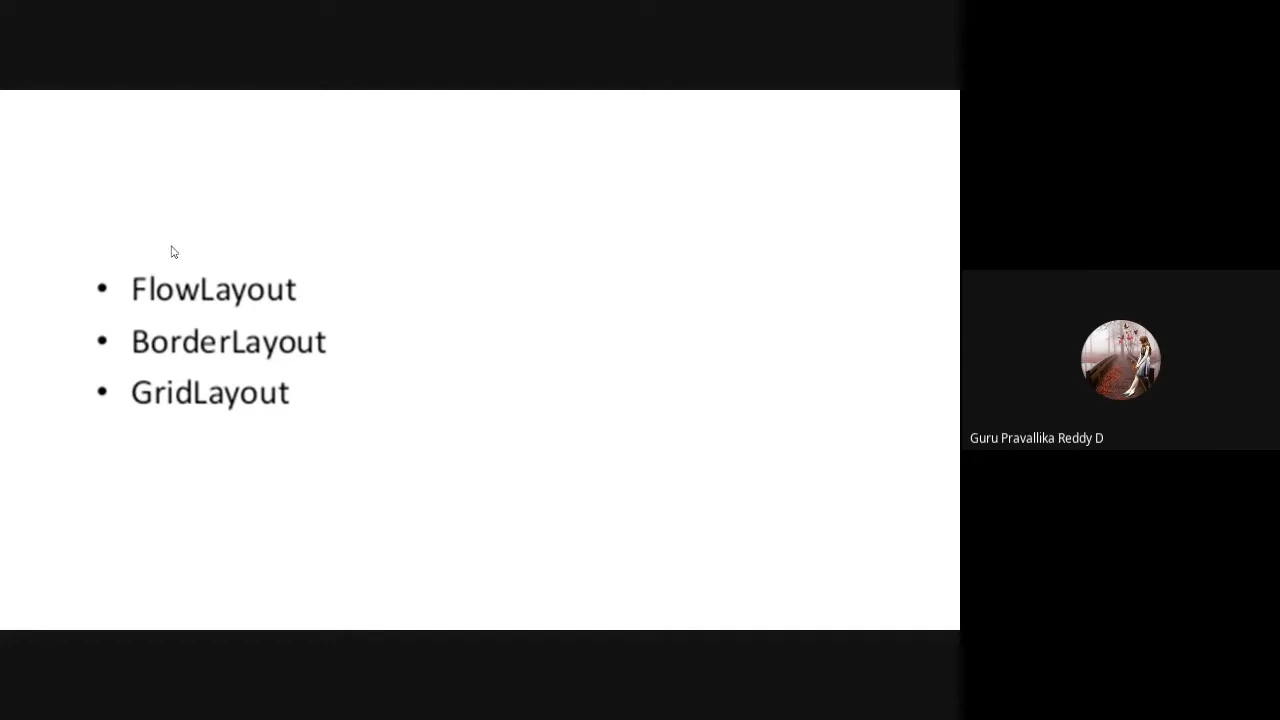 • FlowLayout
• BorderLayout
• GridLayout
Guru Pravallika Reddy D